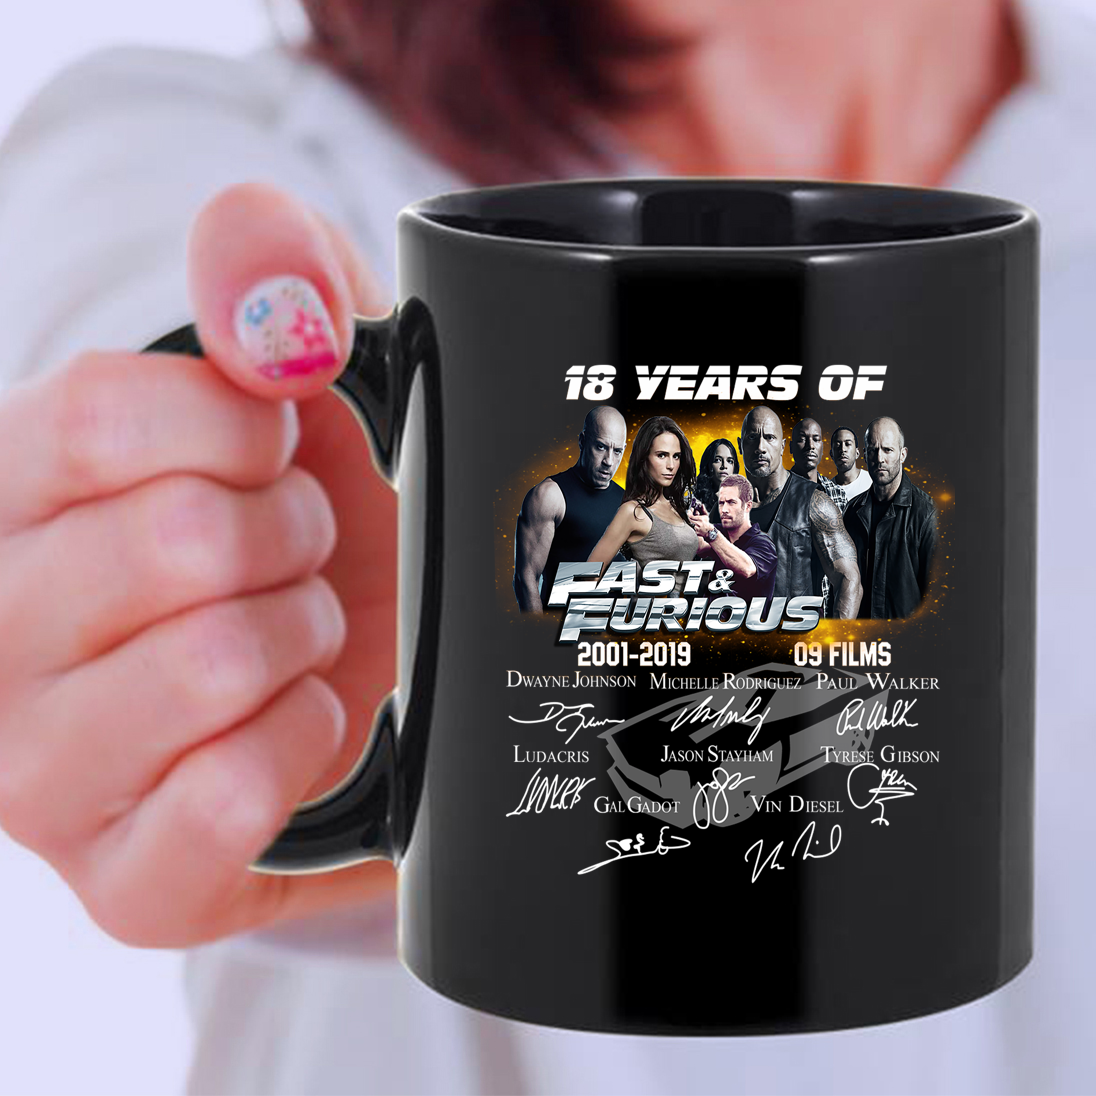 18 YEARS OF
FAST &
FURIOUS
2001-2019 09 FILMS
DWAYNE JOHNSON MICHELLE RODRIGUEZ PAUL WALKER
LUDACRIS JASON STAYHAM TYRESE GIBSON
GAL GADOT VIN DIESEL